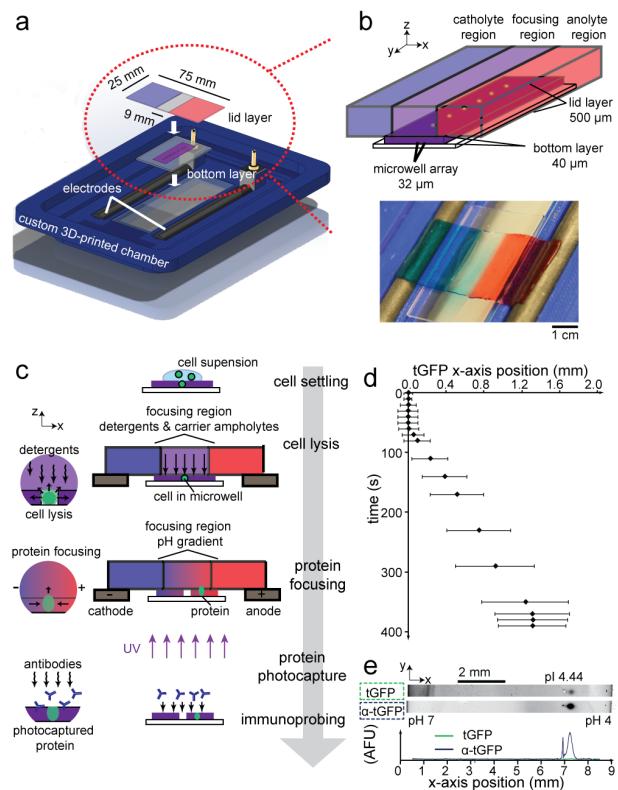 a
25 mm
75 mm
9 mm
lid layer
bottom layer
electrodes
custom 3D-printed chamber
b
z
y
x
catholyte region
focusing region
anolyte region
lid layer
500 µm
bottom layer
40 µm
microwell array
32 µm
1 cm
c
cell supension
cell settling
z
x
focusing region
detergents & carrier ampholytes
cell lysis
detergents
cell lysis
cell in microwell
focusing region
pH gradient
protein focusing
protein
focusing
-
+
-
+
cathode
protein
anode
UV
protein
photocapture
antibodies
immunoprobing
photocaptured
protein
d
tGFP x-axis position (mm)
0 0.4 0.8 1.2 1.6 2.0
time (s)
0
100
200
300
400
e
y
x
2 mm
pI 4.44
tGFP
α-tGFP
pH 7
pH 4
(AFU)
tGFP
α-tGFP
0 1 2 3 4 5 6 7 8 9
x-axis position (mm)